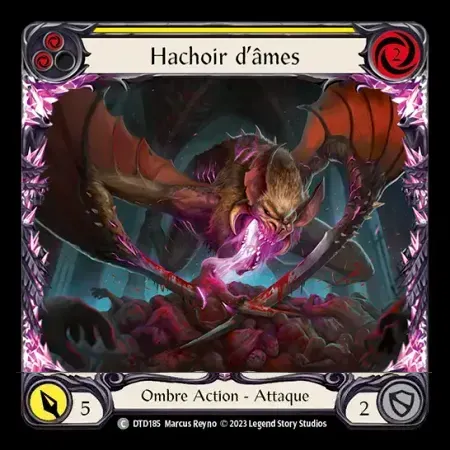 Hachoir d'âmes
2
5
Ombre Action - Attaque
2
C DTD185 Marcus Reyno © 2023 Legend Story Studios